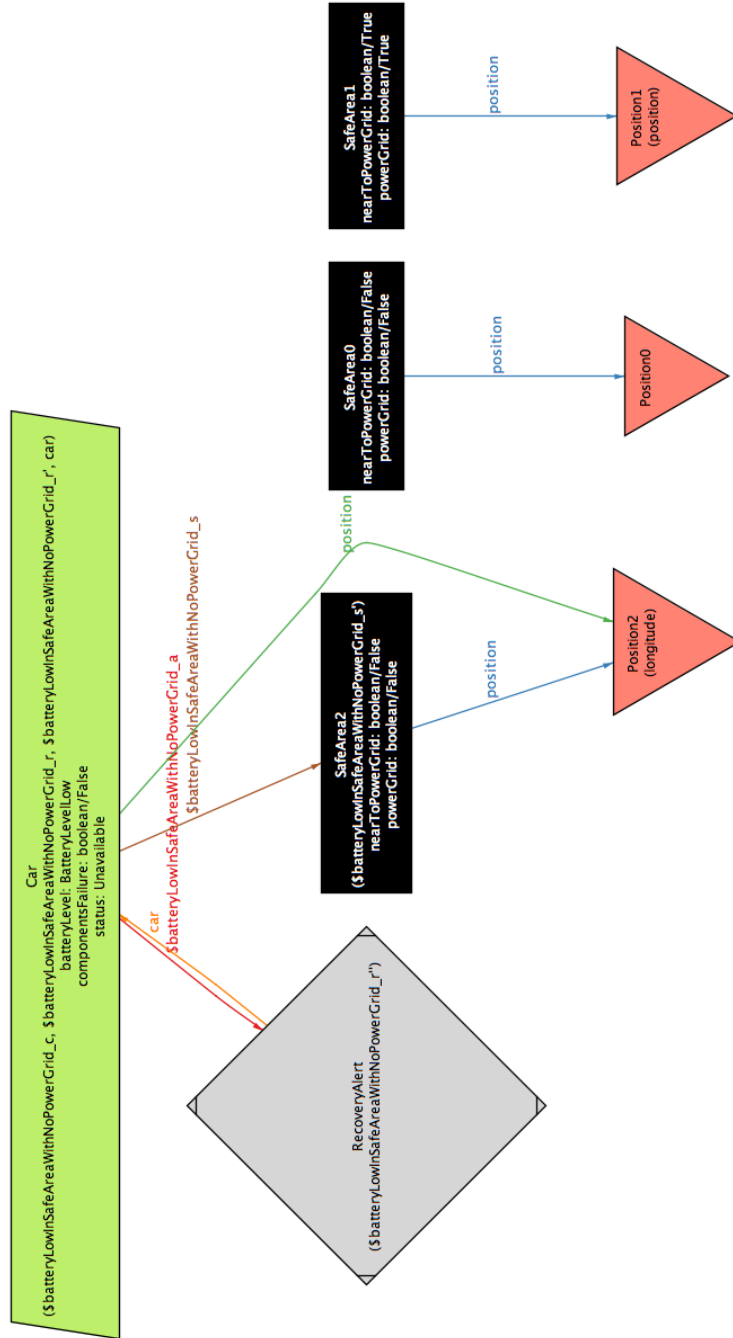 Car
($batteryLowInSafeAreaWithNoPowerGrid_c, $batteryLowInSafeAreaWithNoPowerGrid_r, $batteryLowInSafeAreaWithNoPowerGrid_r', car)
batteryLevel: BatteryLevelLow
componentsFailure: boolean/False
status: Unavailable
car
$batteryLowInSafeAreaWithNoPowerGrid_a
$batteryLowInSafeAreaWithNoPowerGrid_s
position
RecoveryAlert
($batteryLowInSafeAreaWithNoPowerGrid_r'')
SafeArea2
($batteryLowInSafeAreaWithNoPowerGrid_s')
nearToPowerGrid: boolean/False
powerGrid: boolean/False
SafeArea0
nearToPowerGrid: boolean/False
powerGrid: boolean/False
SafeArea1
nearToPowerGrid: boolean/True
powerGrid: boolean/True
position
position
position
Position2
(longitude)
Position0
Position1
(position)